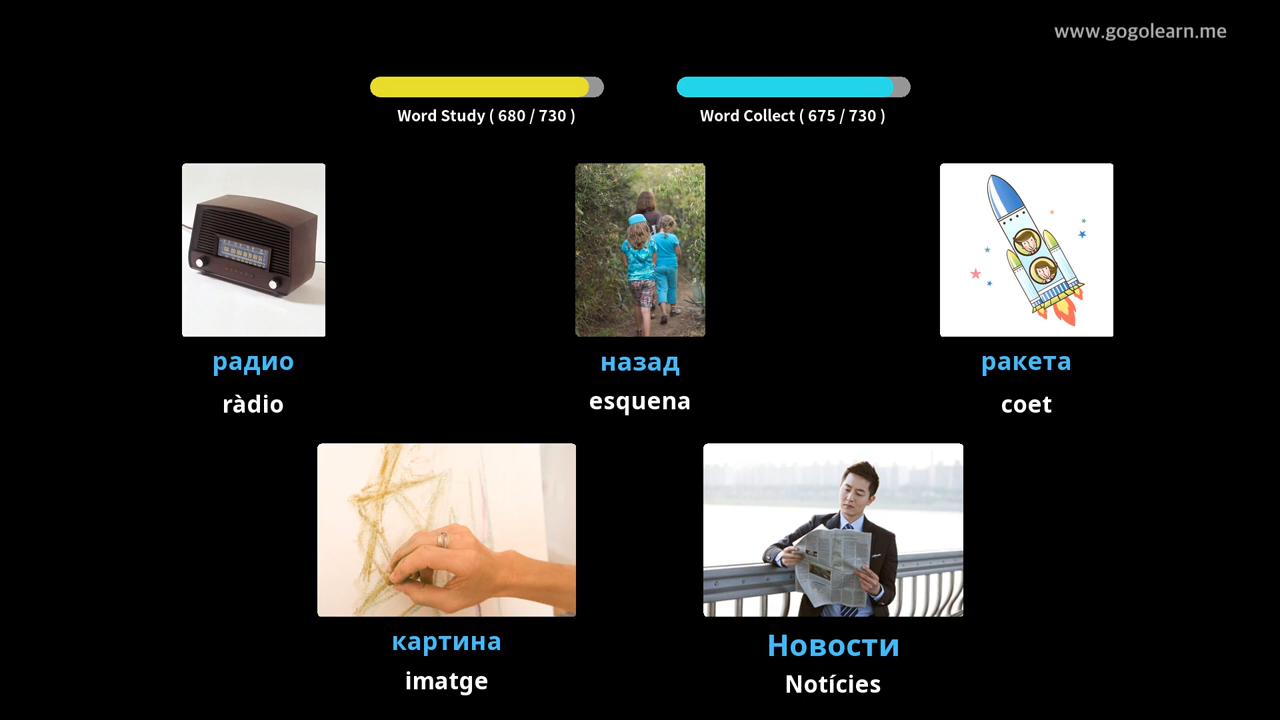 www.gogolearn.me
Word Study ( 680 / 730 )
Word Collect ( 675 / 730 )
радио
назад
ракета
ràdio
esquena
coet
картина
Новости
imatge
Notícies